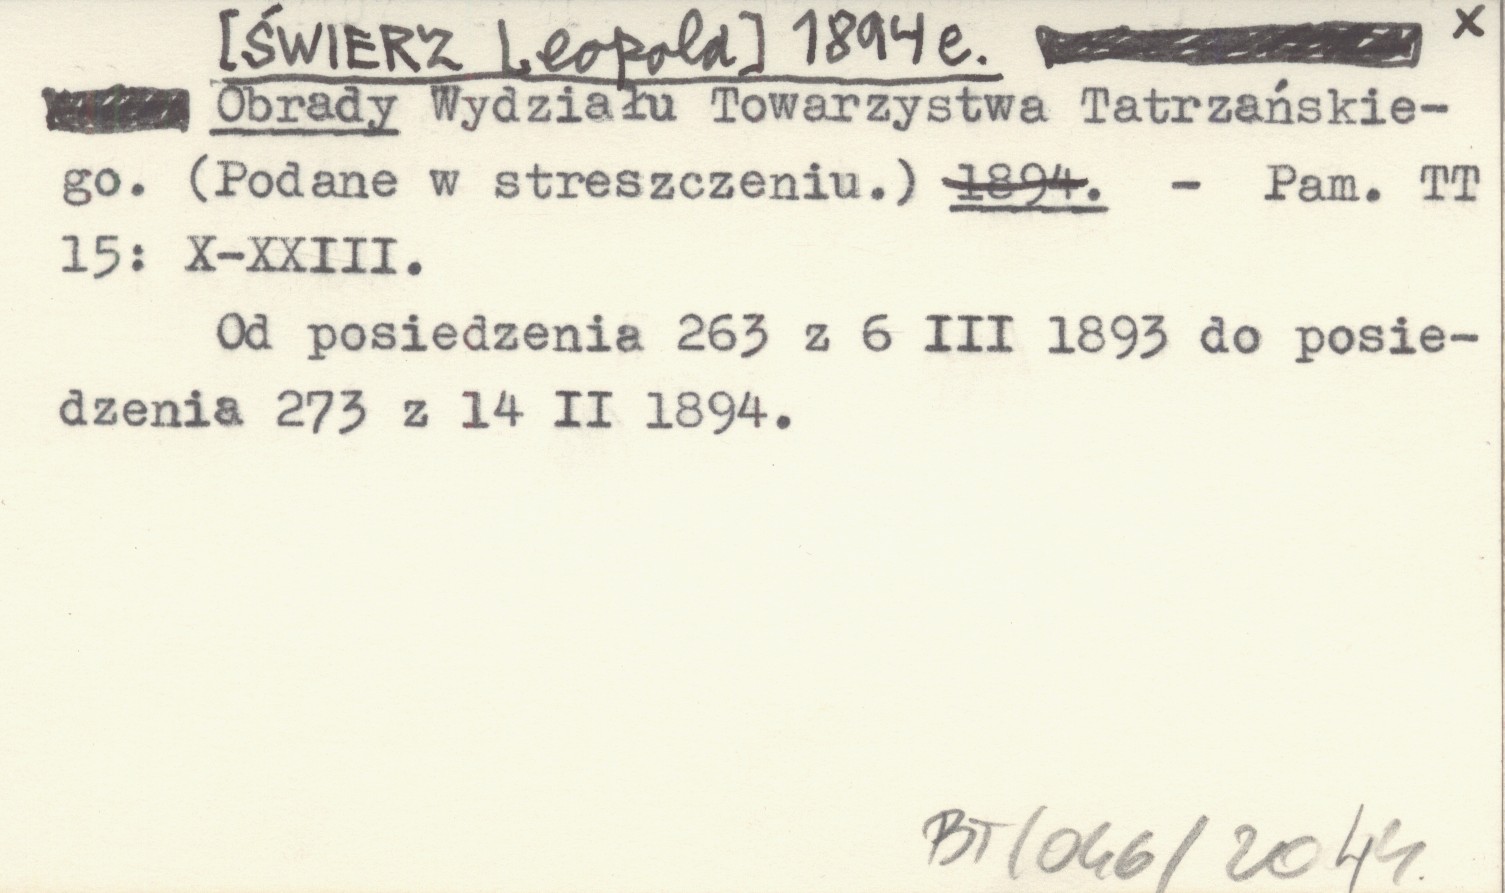 [ŚWIERZ Leopold] 1894e. x
Obrady Wydziału Towarzystwa Tatrzańskie-
go. (Podane w streszczeniu.) 1894. - Pam. TT
15: X-XXIII.
Od posiedzenia 263 z 6 III 1893 do posie-
dzenia 273 z 14 II 1894.
BT/046/2044.